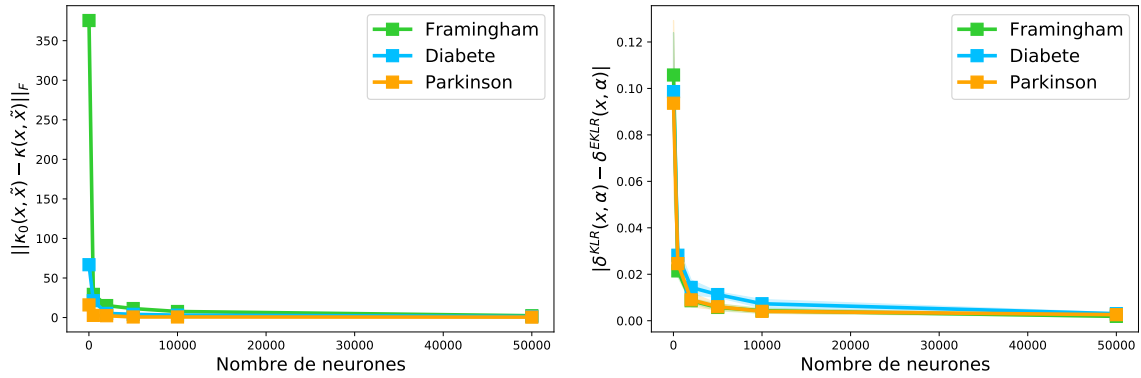 ||κ₀(x, x̃) − κ(x, x̃)||_F
350
300
250
200
150
100
50
0
0
10000
20000
30000
40000
50000
Nombre de neurones
Framingham
Diabete
Parkinson
|δ^{KLR}(x, α) − δ^{EKLR}(x, α)|
0.12
0.10
0.08
0.06
0.04
0.02
0.00
0
10000
20000
30000
40000
50000
Nombre de neurones
Framingham
Diabete
Parkinson